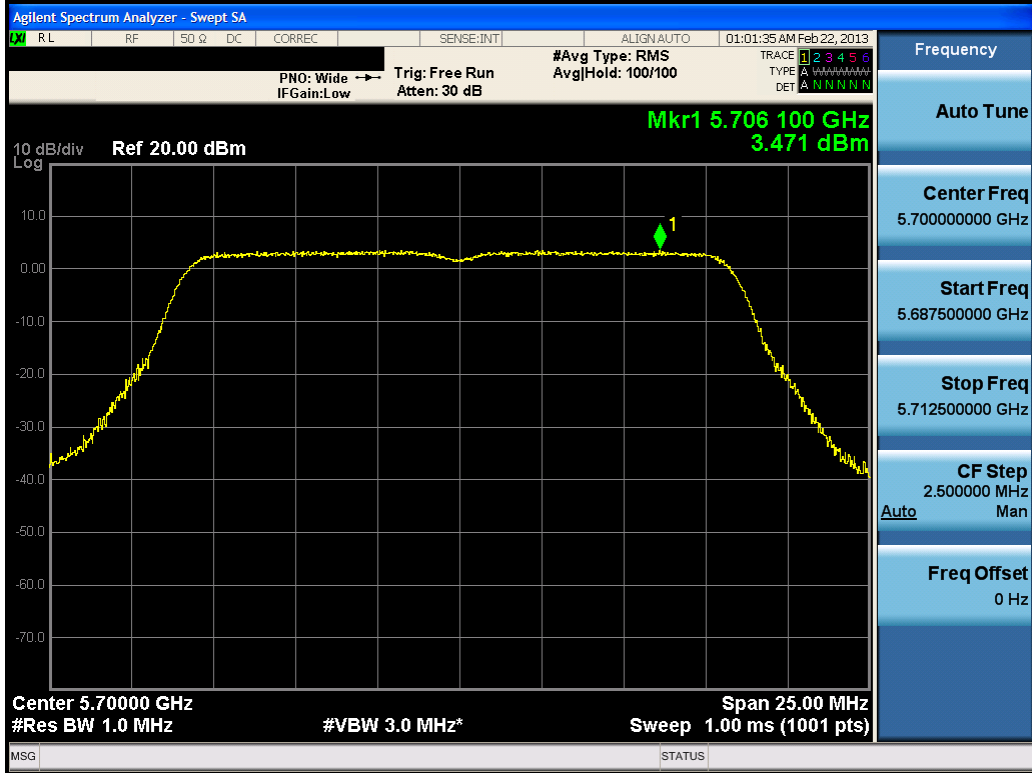 Agilent Spectrum Analyzer - Swept SA
LXI RL RF 50 Ω DC CORREC SENSE:INT ALIGNAUTO 01:01:35 AM Feb 22, 2013
PNO: Wide
IFGain:Low
Trig: Free Run
Atten: 30 dB
#Avg Type: RMS
Avg|Hold: 100/100
TRACE 1 2 3 4 5 6
TYPE A WWWWW
DET A N N N N N
Mkr1 5.706 100 GHz
3.471 dBm
10 dB/div
Log
Ref 20.00 dBm
1
10.0
0.00
-10.0
-20.0
-30.0
-40.0
-50.0
-60.0
-70.0
Center 5.70000 GHz
Span 25.00 MHz
#Res BW 1.0 MHz
#VBW 3.0 MHz*
Sweep 1.00 ms (1001 pts)
MSG
STATUS
Frequency
Auto Tune
Center Freq
5.700000000 GHz
Start Freq
5.687500000 GHz
Stop Freq
5.712500000 GHz
CF Step
2.500000 MHz
Auto Man
Freq Offset
0 Hz